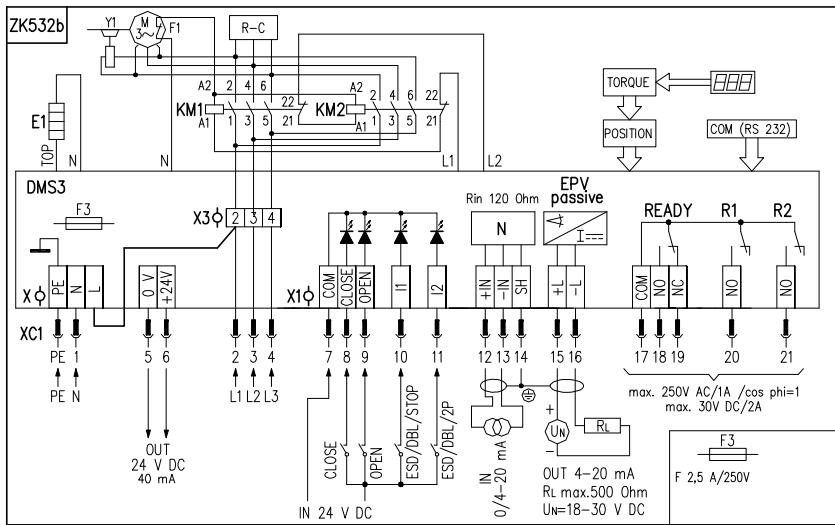 ZK532b
Y1
M
3~
F1
R-C
A2
2 4 6
22
KM1
A1
1 3 5
21
A2
2 4 6
22
KM2
A1
1 3 5
21
E1
TOP
N
N
L1
L2
TORQUE
POSITION
COM (RS 232)
DMS3
F3
X3
2 3 4
Rin 120 Ohm
N
EPV
passive
I
READY
R1
R2
X
PE
N
L
0 V
+24V
X1
COM
CLOSE
OPEN
I1
I2
+IN
-IN
SH
+L
-L
COM
NO
NC
NO
NO
XC1
PE 1 5 6 2 3 4 7 8 9 10 11 12 13 14 15 16 17 18 19 20 21
PE N
L1 L2 L3
OUT
24 V DC
40 mA
CLOSE
OPEN
ESD/DBL/STOP
ESD/DBL/2P
IN 24 V DC
IN
0/4-20 mA
+
UN
-
RL
OUT 4-20 mA
RL max.500 Ohm
UN=18-30 V DC
max. 250V AC/1A /cos phi=1
max. 30V DC/2A
F3
F 2,5 A/250V